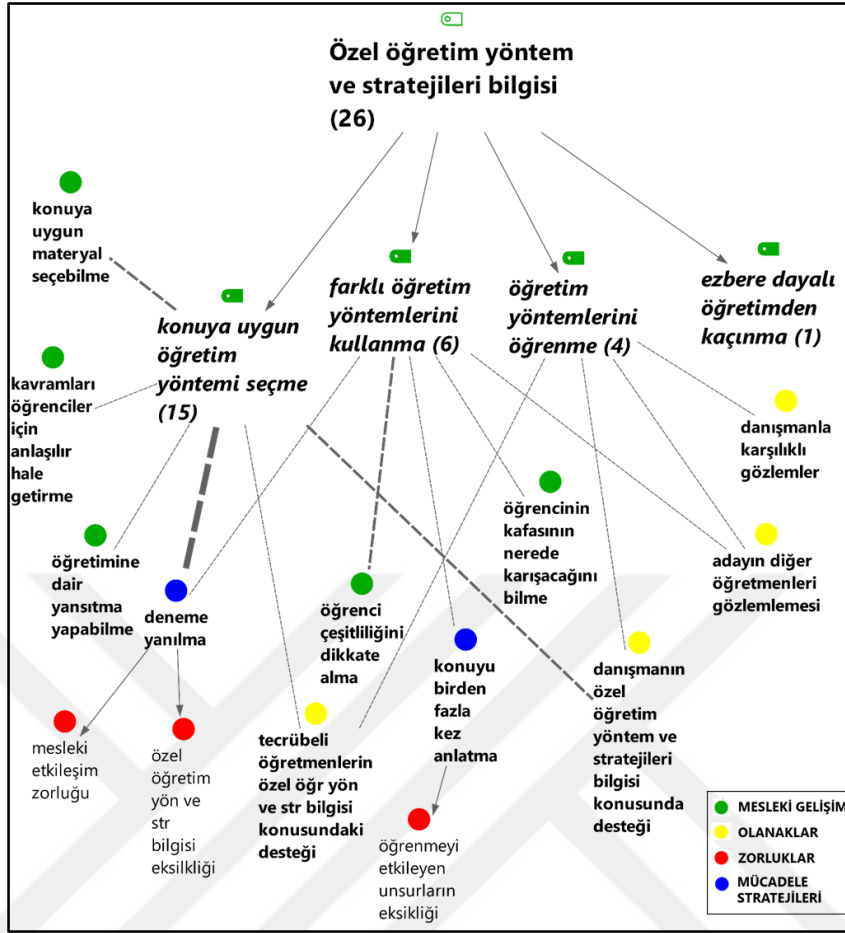 Özel öğretim yöntem
ve stratejileri bilgisi
(26)
konuya
uygun
materyal
seçebilme
konuya uygun
öğretim
yöntemi seçme
(15)
farklı öğretim
yöntemlerini
kullanma (6)
öğretim
yöntemlerini
öğrenme (4)
ezbere dayalı
öğretimden
kaçınma (1)
kavramları
öğrenciler
için
anlaşılır
hale
getirme
danışmanla
karşılıklı
gözlemler
öğretimine
dair
yansıtma
yapabilme
deneme
yanılma
öğrenci
çeşitliliğini
dikkate
alma
öğrencinin
kafasının
nerede
karışacağını
bilme
adayın diğer
öğretmenleri
gözlemlemesi
mesleki
etkileşim
zorluğu
özel
öğretim
yön ve
str
bilgisi
eksilkliği
tecrübeli
öğretmenlerin
özel öğr yön
ve str bilgisi
konusundaki
desteği
konuyu
birden
fazla
kez
anlatma
öğrenmeyi
etkileyen
unsurların
eksikliği
danışmanın
özel
öğretim
yöntem ve
stratejileri
bilgisi
konusunda
desteği
MESLEKİ GELİŞİM
OLANAKLAR
ZORLUKLAR
MÜCADELE
STRATEJİLERİ